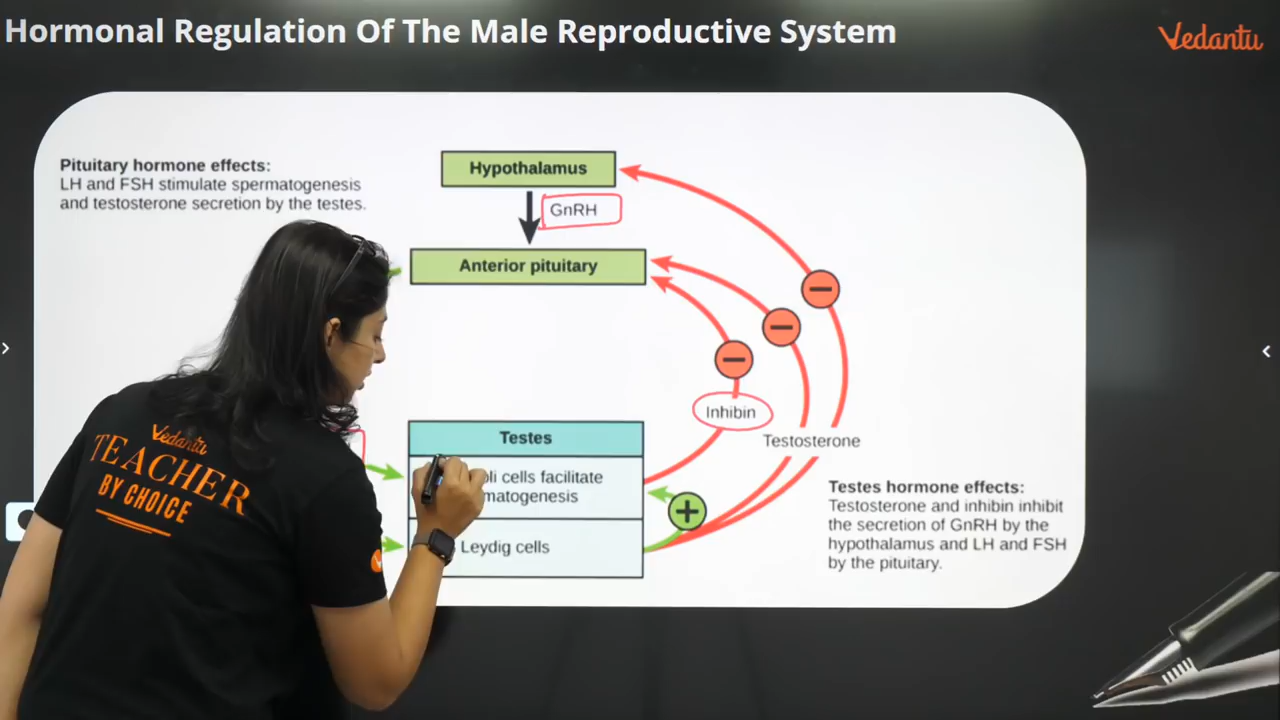 Hormonal Regulation Of The Male Reproductive System
Vedantu
Pituitary hormone effects:
LH and FSH stimulate spermatogenesis
and testosterone secretion by the testes.
Hypothalamus
GnRH
Anterior pituitary
Inhibin
Testosterone
Testes
cells facilitate
Leydig cells
Testes hormone effects:
Testosterone and inhibin inhibit
the secretion of GnRH by the
hypothalamus and LH and FSH
by the pituitary.
Vedantu
TEACHER
BY CHOICE